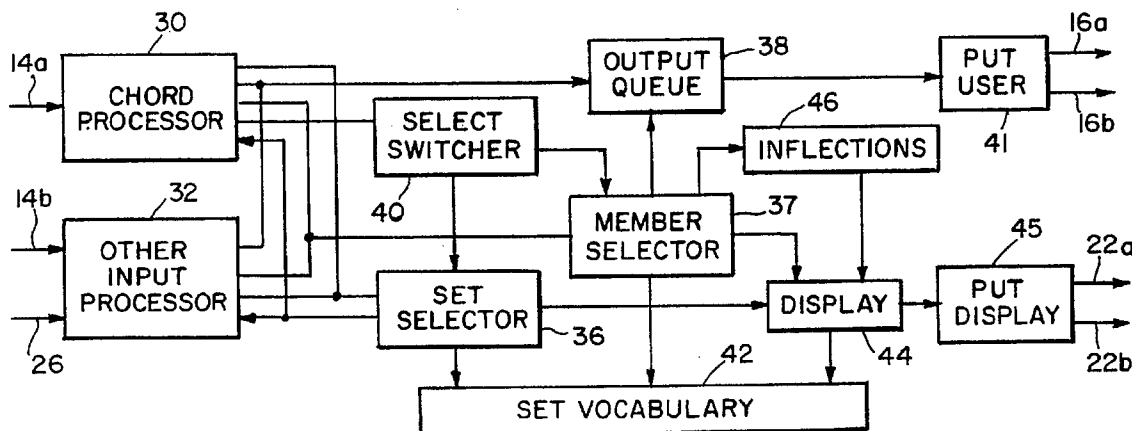 30
14a
CHORD
PROCESSOR
38
OUTPUT
QUEUE
16a
PUT
USER
16b
41
SELECT
SWITCHER
40
46
INFLECTIONS
14b
32
OTHER
INPUT
PROCESSOR
26
MEMBER
SELECTOR
37
SET
SELECTOR
36
DISPLAY
44
45
22a
PUT
DISPLAY
22b
42
SET VOCABULARY